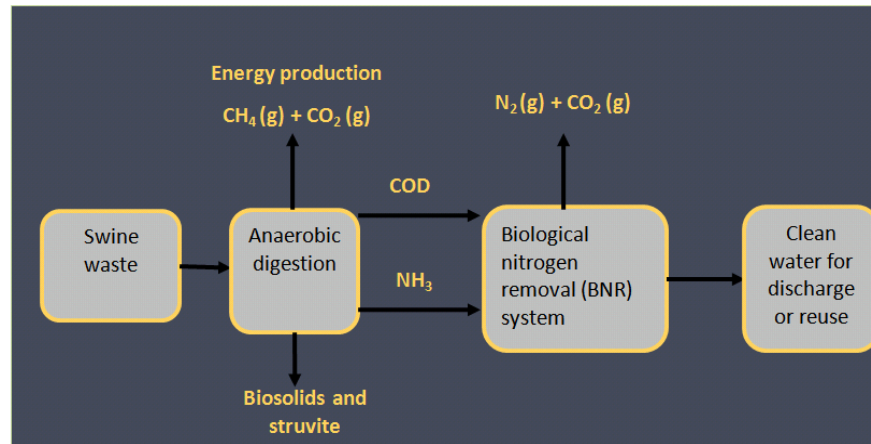 Energy production
CH₄ (g) + CO₂ (g)
N₂ (g) + CO₂ (g)
COD
Swine
waste
Anaerobic
digestion
NH₃
Biological
nitrogen
removal (BNR)
system
Clean
water for
discharge
or reuse
Biosolids and
struvite